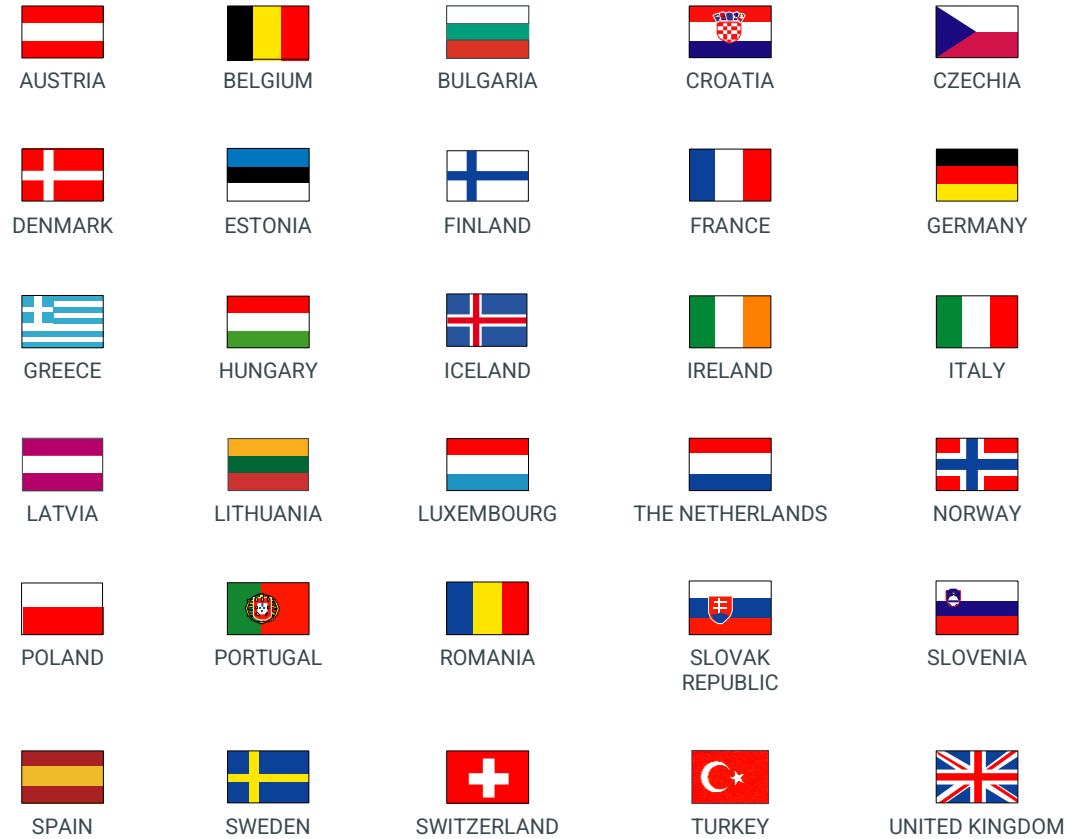 AUSTRIA
BELGIUM
BULGARIA
CROATIA
CZECHIA
DENMARK
ESTONIA
FINLAND
FRANCE
GERMANY
GREECE
HUNGARY
ICELAND
IRELAND
ITALY
LATVIA
LITHUANIA
LUXEMBOURG
THE NETHERLANDS
NORWAY
POLAND
PORTUGAL
ROMANIA
SLOVAK
REPUBLIC
SLOVENIA
SPAIN
SWEDEN
SWITZERLAND
TURKEY
UNITED KINGDOM